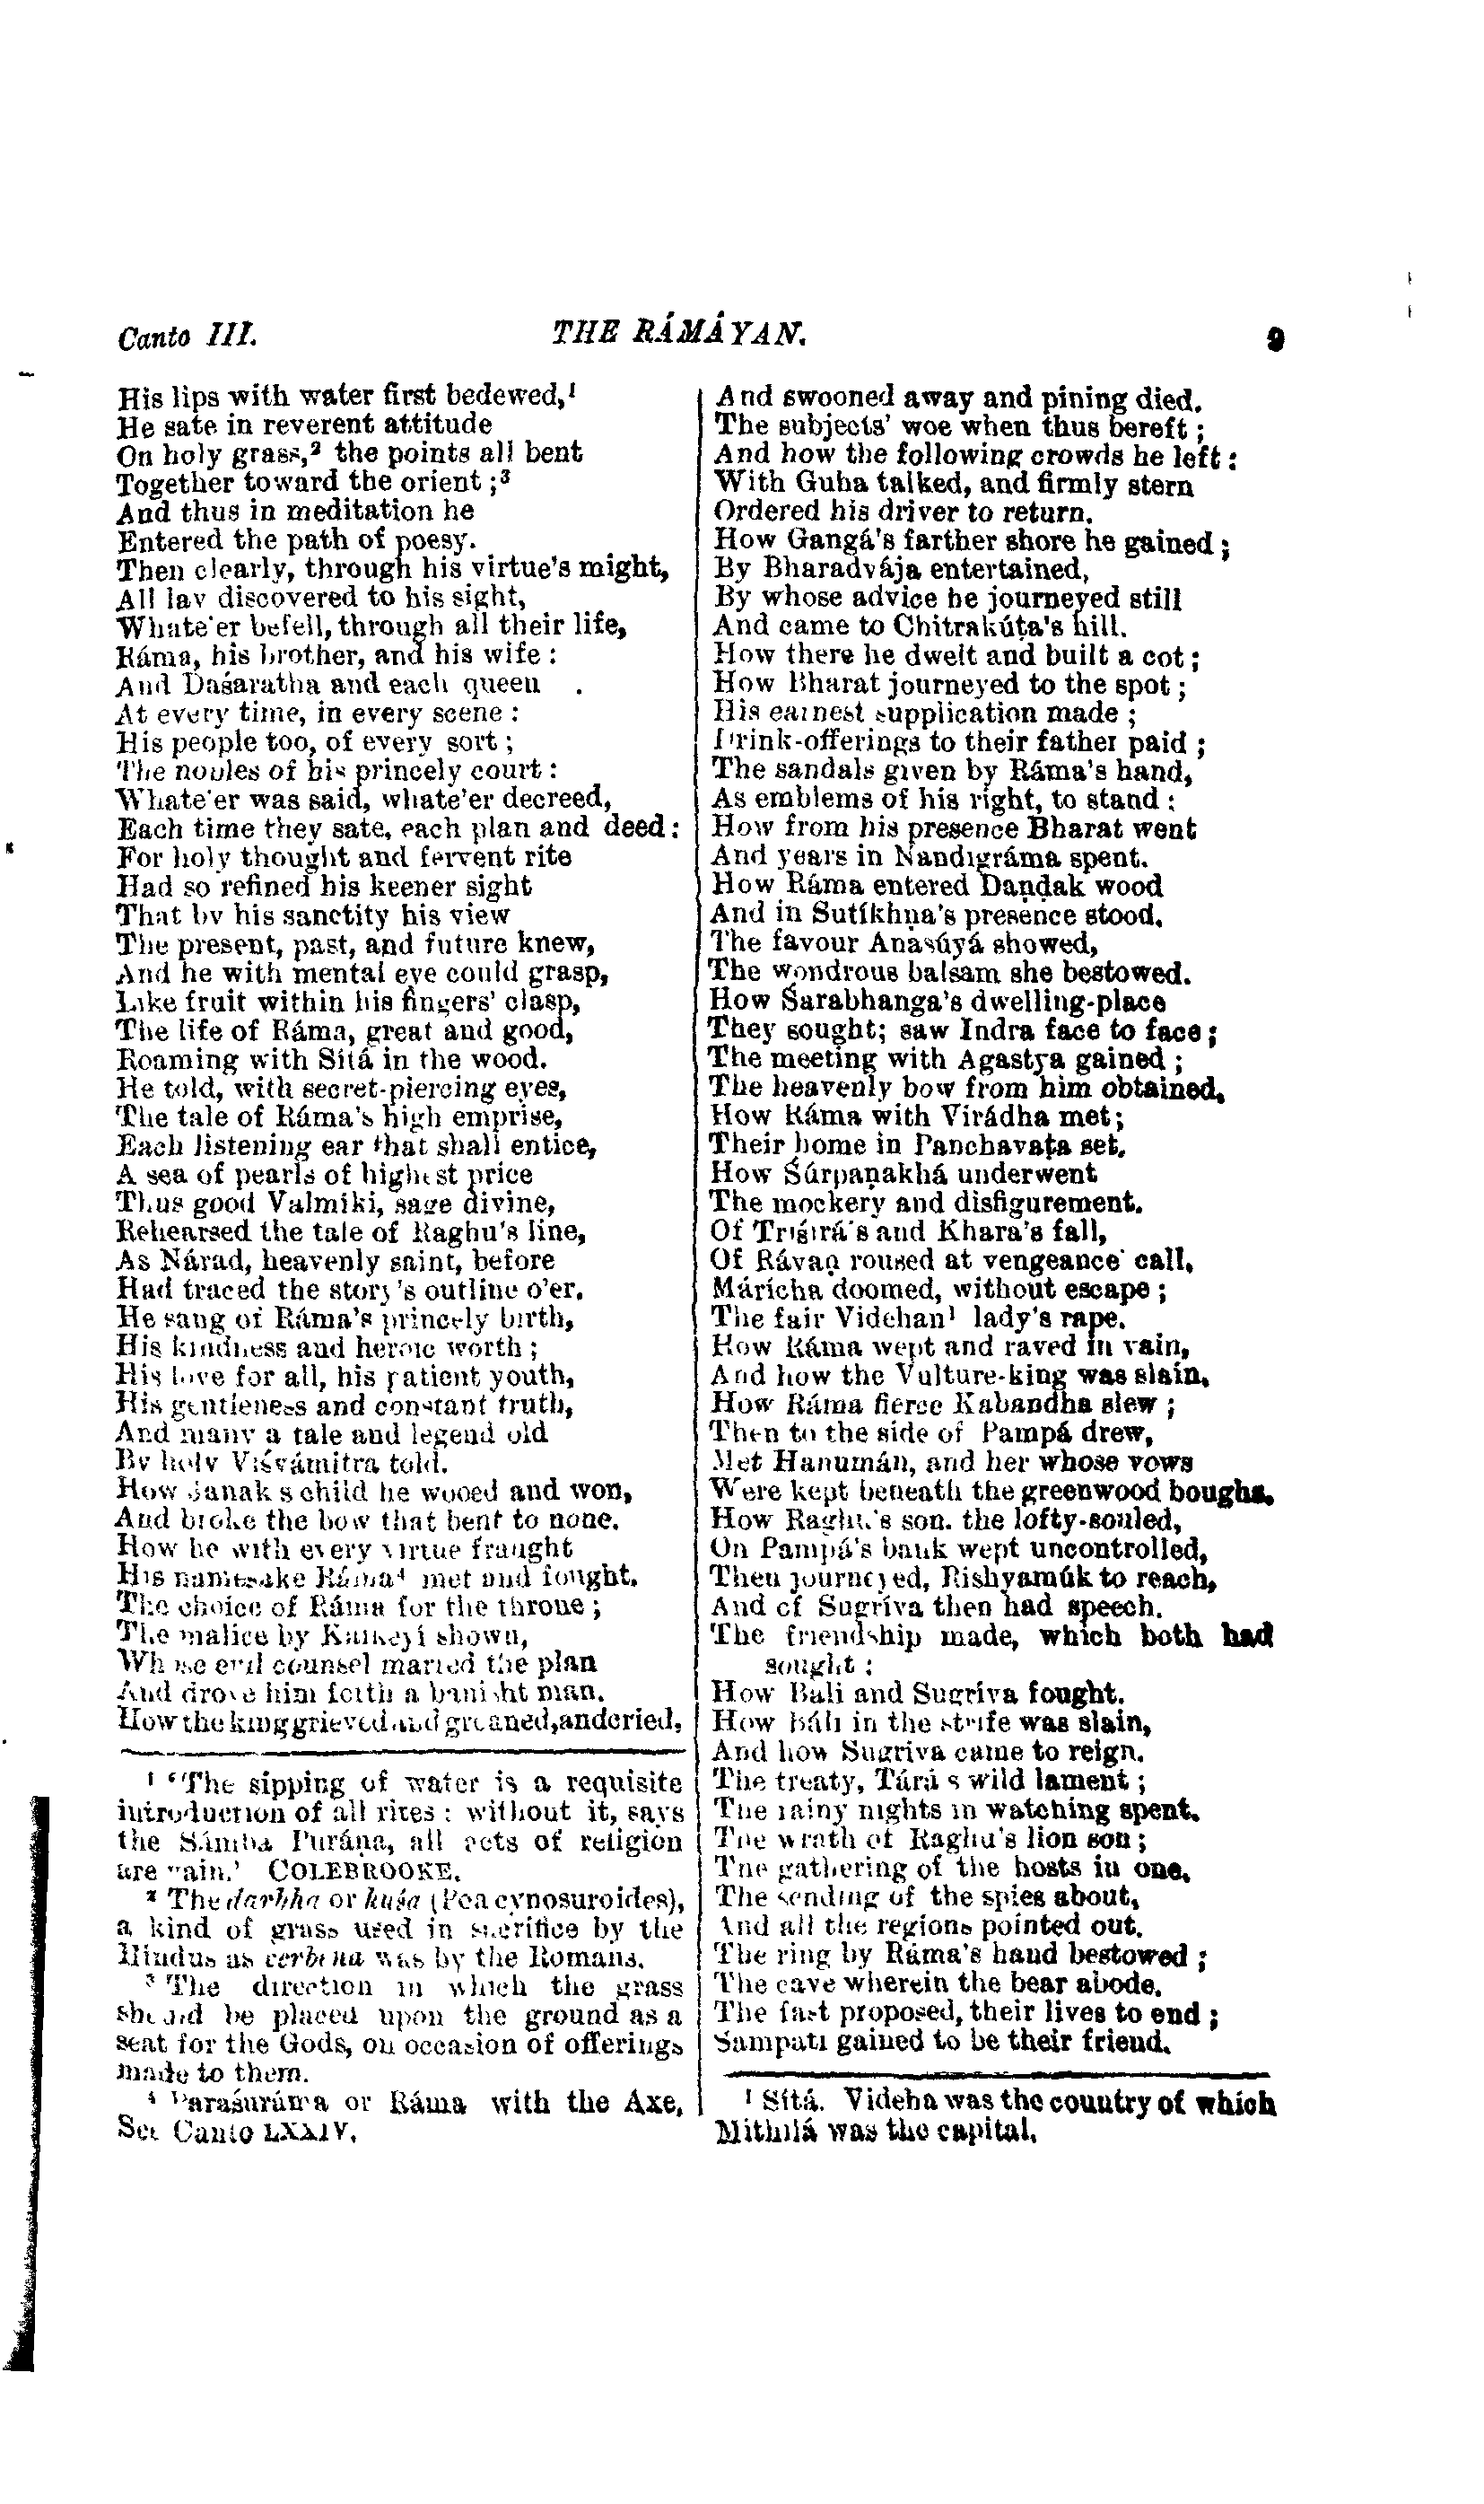 Canto III.
THE RÁMÁYAN.
9
His lips with water first bedewed,¹
He sate in reverent attitude
On holy grass,² the points all bent
Together toward the orient ;³
And thus in meditation he
Entered the path of poesy.
Then clearly, through his virtue's might,
All lay discovered to his sight,
Whate'er befell, through all their life,
Ráma, his brother, and his wife :
And Daśaratha and each queen
At every time, in every scene :
His people too, of every sort ;
The nobles of his princely court :
Whate'er was said, whate'er decreed,
Each time they sate, each plan and deed :
For holy thought and fervent rite
Had so refined his keener sight
That by his sanctity his view
The present, past, and future knew,
And he with mental eye could grasp,
Like fruit within his fingers' clasp,
The life of Ráma, great and good,
Roaming with Sítá in the wood.
He told, with secret-piercing eyes,
The tale of Ráma's high emprise,
Each listening ear that shall entice,
A sea of pearls of highest price
Thus good Valmiki, sage divine,
Rehearsed the tale of Raghu's line,
As Nárad, heavenly saint, before
Had traced the story's outline o'er.
He sang of Ráma's princely birth,
His kindness and heroic worth ;
His love for all, his patient youth,
His gentleness and constant truth,
And many a tale and legend old
By holy Viśvámitra told.
How Janak's child he wooed and won,
And broke the bow that bent to none.
How he with every virtue fraught
His namesake Ráma⁴ met and fought.
The choice of Ráma for the throne ;
The malice by Kaikeyí shown,
Whose evil counsel marred the plan
And drove him forth a banisht man.
How the king grieved and groaned, and cried,
¹ 'The sipping of water is a requisite
introduction of all rites : without it, says
the Sámba Puráṇa, all acts of religion
are vain.' COLEBROOKE.
² The darbha or kuśa (Poa cynosuroides),
a kind of grass used in sacrifice by the
Hindus as verbena was by the Romans.
³ The direction in which the grass
should be placed upon the ground as a
seat for the Gods, on occasion of offerings
made to them.
⁴ Paraśuráma or Ráma with the Axe.
See Canto LXXIV.
And swooned away and pining died.
The subjects' woe when thus bereft ;
And how the following crowds he left :
With Guha talked, and firmly stern
Ordered his driver to return.
How Gangá's farther shore he gained ;
By Bharadvája entertained,
By whose advice he journeyed still
And came to Chitrakúṭa's hill.
How there he dwelt and built a cot ;
How Bharat journeyed to the spot ;
His earnest supplication made ;
Drink-offerings to their father paid ;
The sandals given by Ráma's hand,
As emblems of his right, to stand :
How from his presence Bharat went
And years in Nandigráma spent.
How Ráma entered Daṇḍak wood
And in Sutíkhṇa's presence stood.
The favour Anasúyá showed,
The wondrous balsam she bestowed.
How Śarabhanga's dwelling-place
They sought; saw Indra face to face ;
The meeting with Agastya gained ;
The heavenly bow from him obtained.
How Ráma with Virádha met;
Their home in Panchavaṭa set.
How Śúrpaṇakhá underwent
The mockery and disfigurement.
Of Triśirá's and Khara's fall,
Of Rávaṇ roused at vengeance' call,
Máricha doomed, without escape ;
The fair Videhan¹ lady's rape.
How Ráma wept and raved in vain,
And how the Vulture-king was slain.
How Ráma fierce Kabandha slew ;
Then to the side of Pampá drew,
Met Hanumán, and her whose vows
Were kept beneath the greenwood boughs.
How Raghu's son, the lofty-souled,
On Pampá's bank wept uncontrolled,
Then journeyed, Rishyamúk to reach,
And of Sugríva then had speech.
The friendship made, which both had
sought :
How Báli and Sugríva fought.
How Báli in the strife was slain,
And how Sugríva came to reign.
The treaty, Tárá's wild lament ;
The rainy nights in watching spent.
The wrath of Raghu's lion son ;
The gathering of the hosts in one.
The sending of the spies about,
And all the regions pointed out.
The ring by Ráma's hand bestowed ;
The cave wherein the bear abode.
The fast proposed, their lives to end ;
Sampati gained to be their friend.
¹ Sítá. Videha was the country of which
Mithilá was the capital.